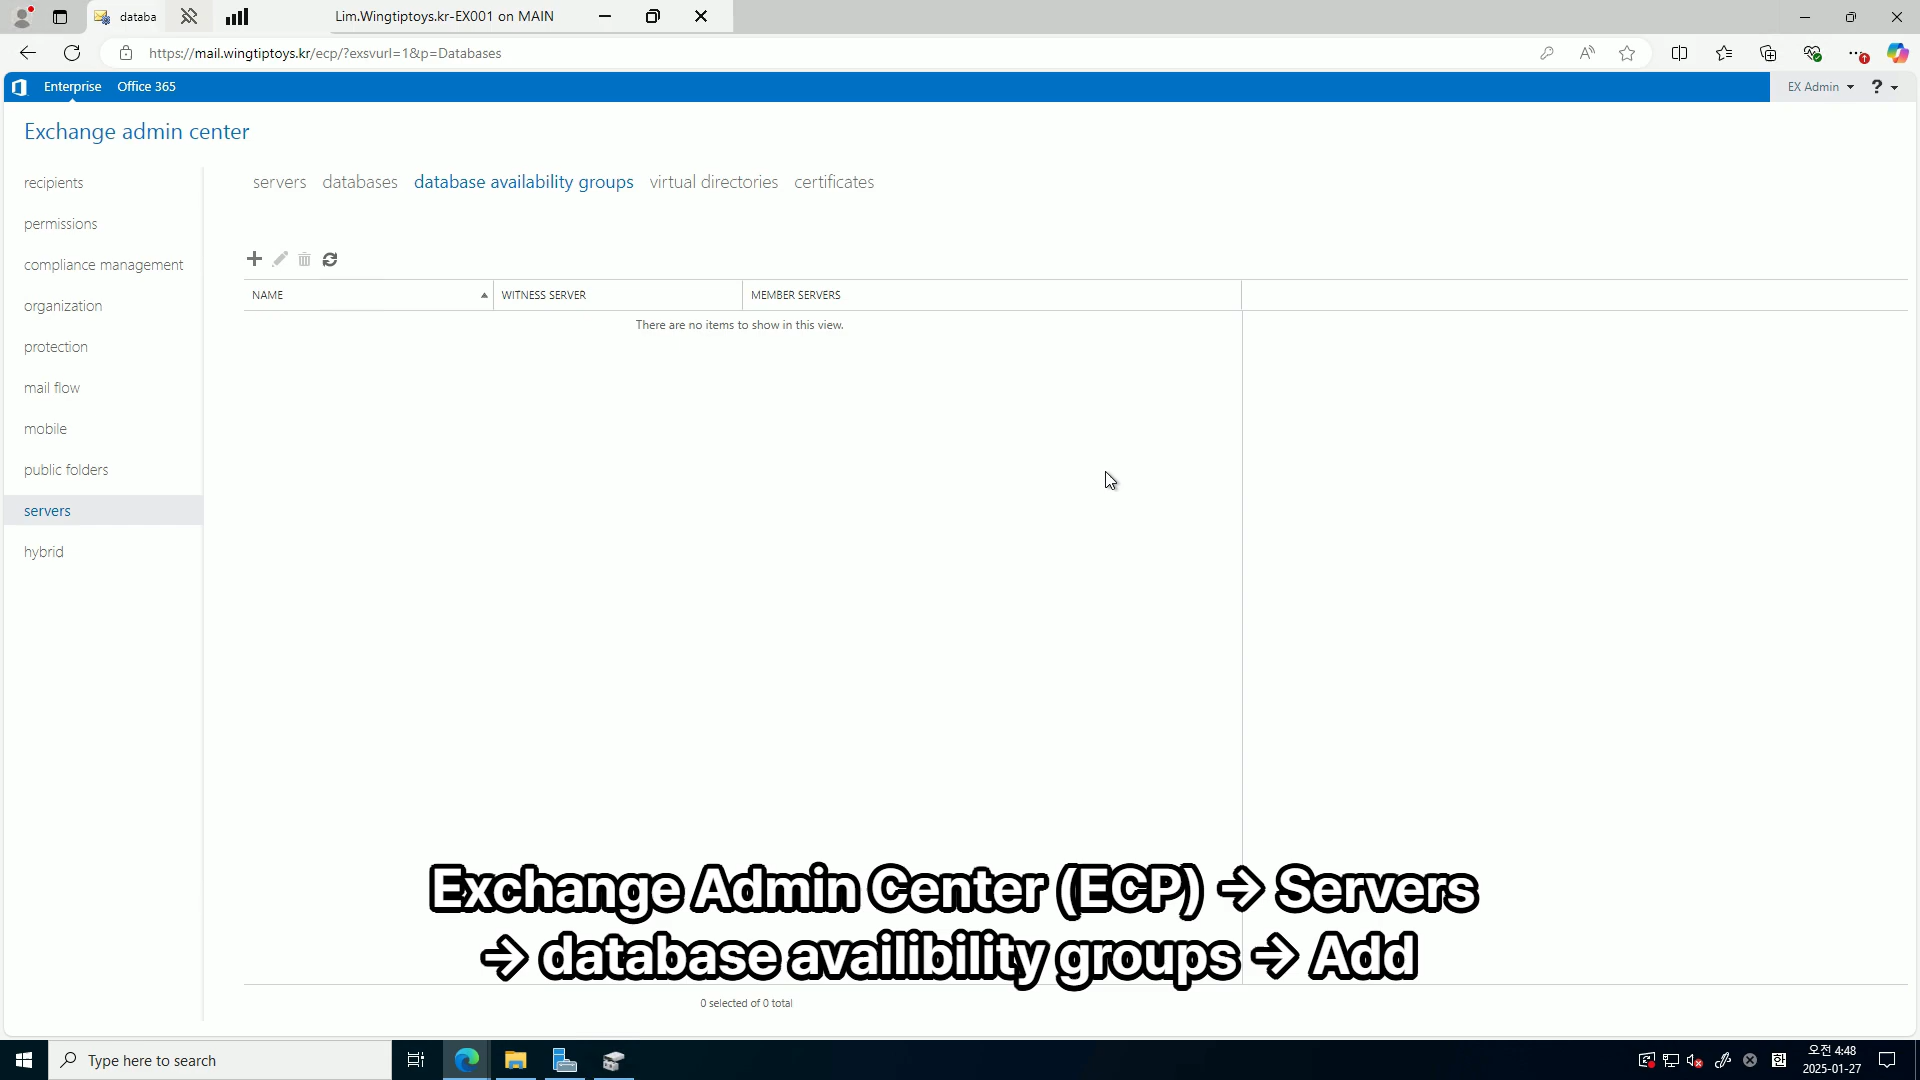 databa
Lim.Wingtiptoys.kr-EX001 on MAIN
https://mail.wingtiptoys.kr/ecp/?exsvurl=1&p=Databases
Enterprise Office 365
EX Admin ?
Exchange admin center
recipients
permissions
compliance management
organization
protection
mail flow
mobile
public folders
servers
hybrid
servers databases database availability groups virtual directories certificates
NAME WITNESS SERVER MEMBER SERVERS
There are no items to show in this view.
Exchange Admin Center (ECP) → Servers
→ database availibility groups → Add
0 selected of 0 total
Type here to search
오전 4:48
2025-01-27